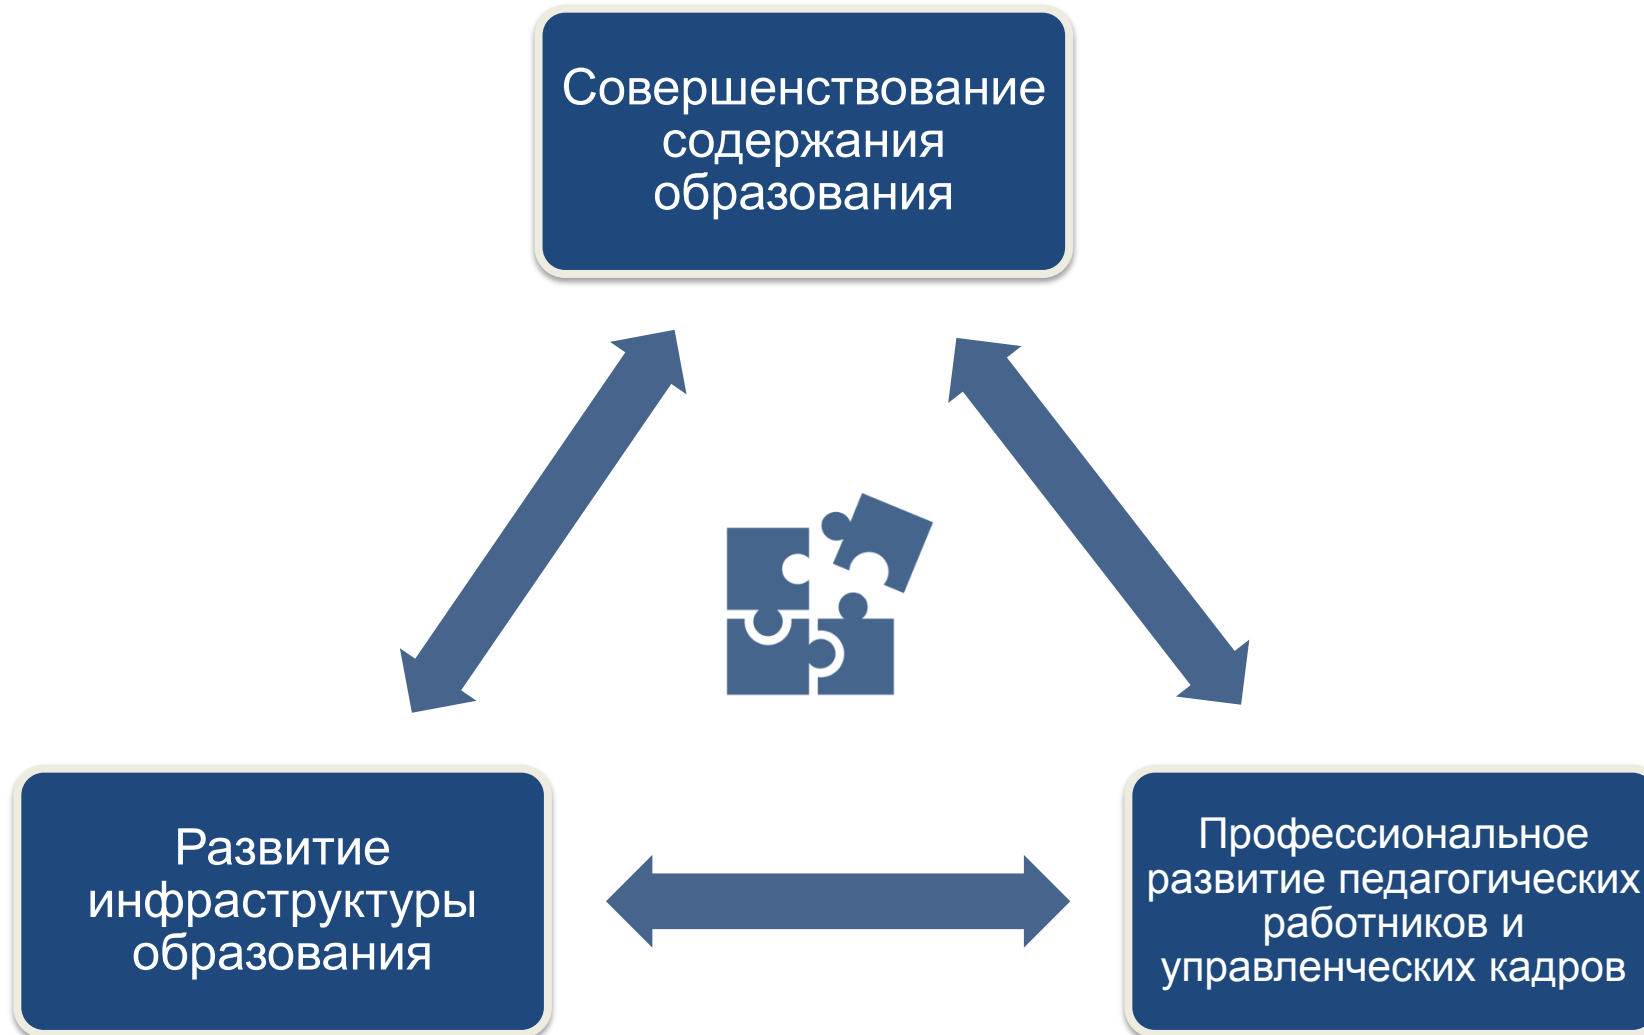 Совершенствование
содержания
образования
Развитие
инфраструктуры
образования
Профессиональное
развитие педагогических
работников и
управленческих кадров